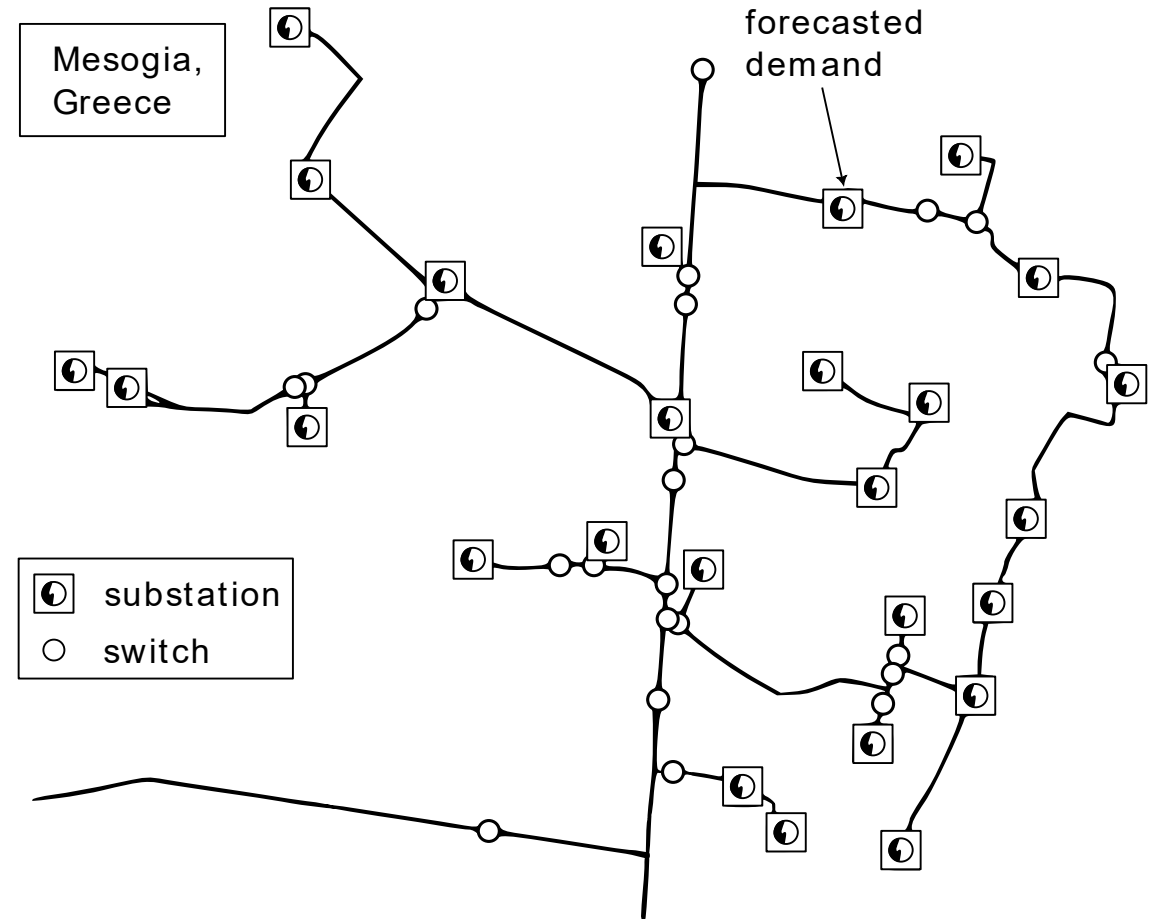 Mesogia,
Greece
forecasted
demand
substation
switch